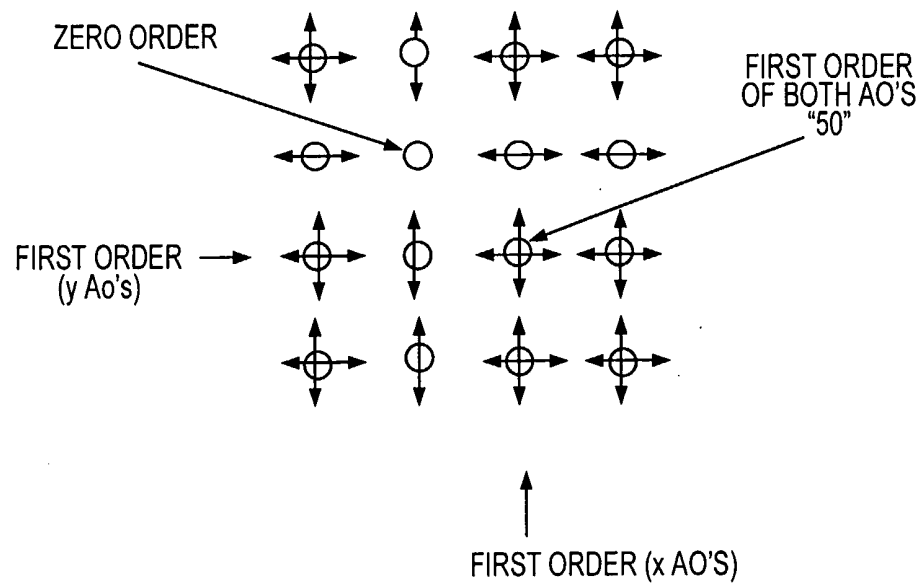 ZERO ORDER
FIRST ORDER
OF BOTH AO'S
“50”
FIRST ORDER
(y Ao's)
FIRST ORDER (x AO'S)